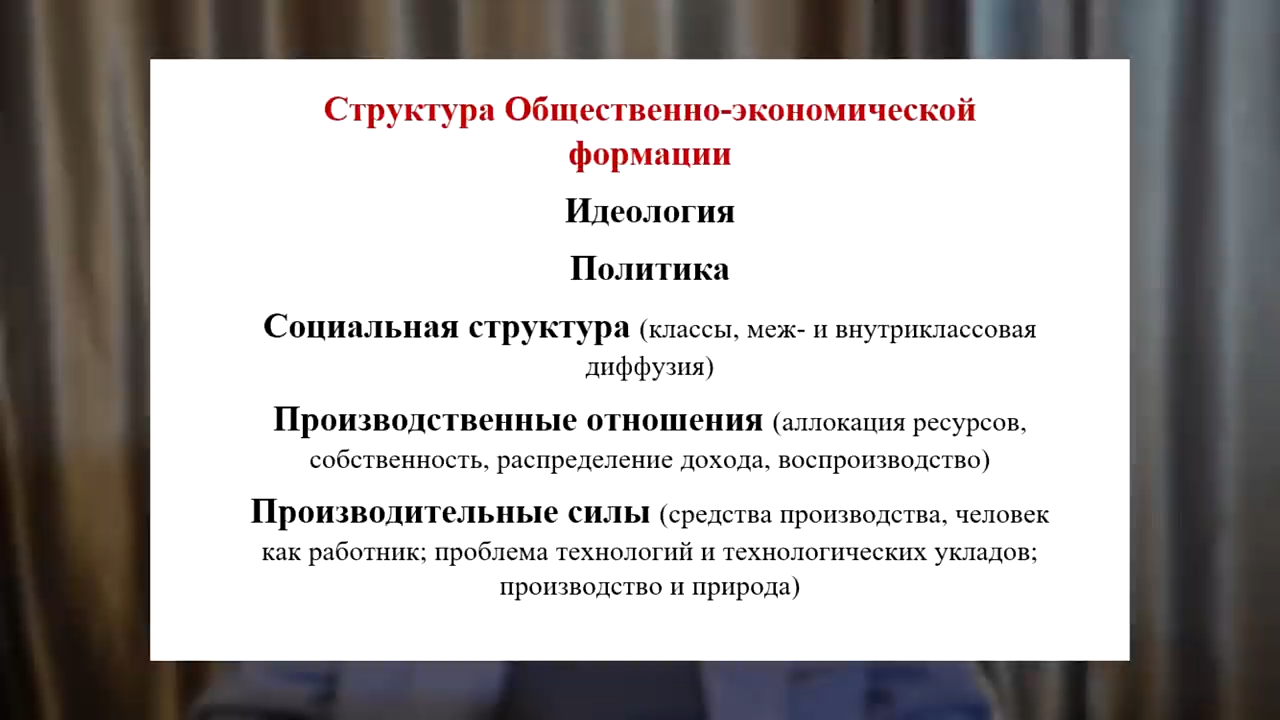 Структура Общественно-экономической
формации
Идеология
Политика
Социальная структура (классы, меж- и внутриклассовая
диффузия)
Производственные отношения (аллокация ресурсов,
собственность, распределение дохода, воспроизводство)
Производительные силы (средства производства, человек
как работник; проблема технологий и технологических укладов;
производство и природа)